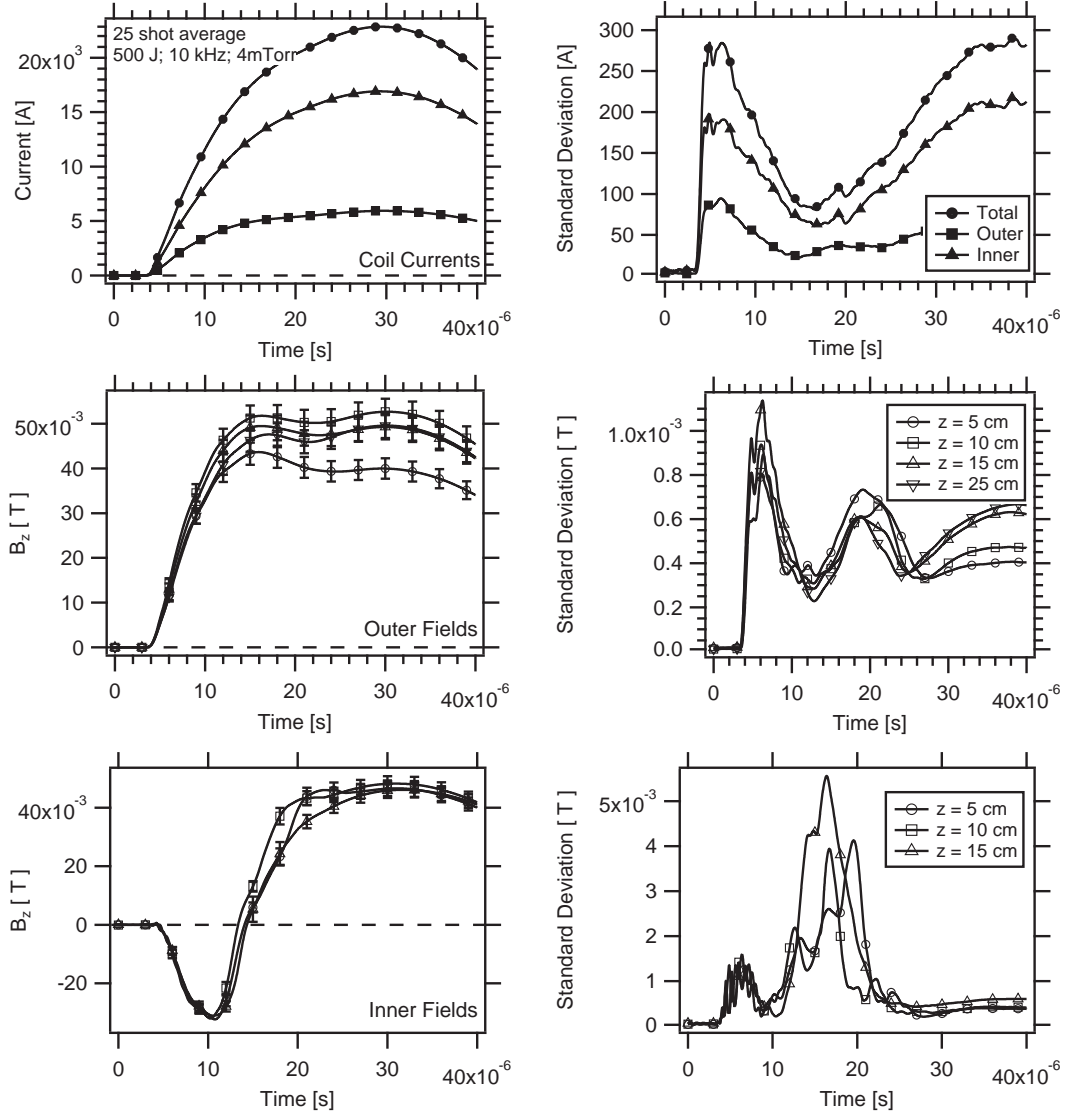 25 shot average
500 J; 10 kHz; 4mTorr
20x10³
15
10
5
0
Current [A]
Coil Currents
0
10
20
30
40x10⁻⁶
Time [s]
300
250
200
150
100
50
0
Standard Deviation [A]
Total
Outer
Inner
0
10
20
30
40x10⁻⁶
Time [s]
50x10⁻³
40
30
20
10
0
B_z [ T ]
Outer Fields
0
10
20
30
40x10⁻⁶
Time [s]
1.0x10⁻³
0.8
0.6
0.4
0.2
0.0
Standard Deviation [ T ]
z = 5 cm
z = 10 cm
z = 15 cm
z = 25 cm
0
10
20
30
40x10⁻⁶
Time [s]
40x10⁻³
20
0
-20
B_z [ T ]
Inner Fields
0
10
20
30
40x10⁻⁶
Time [s]
5x10⁻³
4
3
2
1
0
Standard Deviation [ T ]
z = 5 cm
z = 10 cm
z = 15 cm
0
10
20
30
40x10⁻⁶
Time [s]